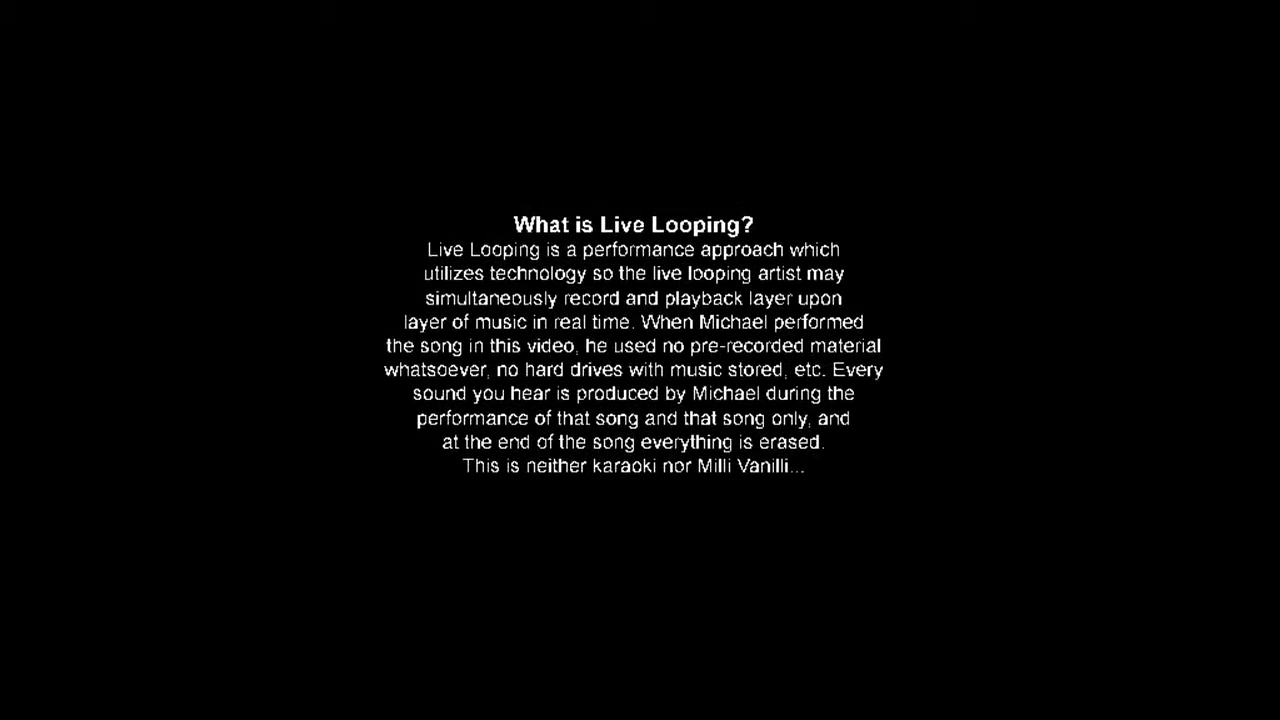 What is Live Looping?
Live Looping is a performance approach which
utilizes technology so the live looping artist may
simultaneously record and playback layer upon
layer of music in real time. When Michael performed
the song in this video, he used no pre-recorded material
whatsoever, no hard drives with music stored, etc. Every
sound you hear is produced by Michael during the
performance of that song and that song only, and
at the end of the song everything is erased.
This is neither karaoki nor Milli Vanilli...